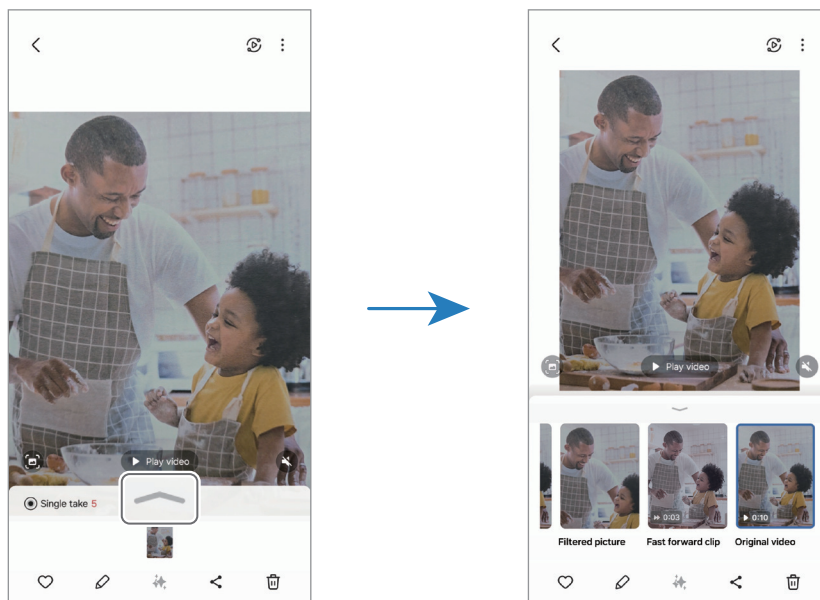 Play video
Single take 5
Play video
0:03
0:10
Filtered picture
Fast forward clip
Original video